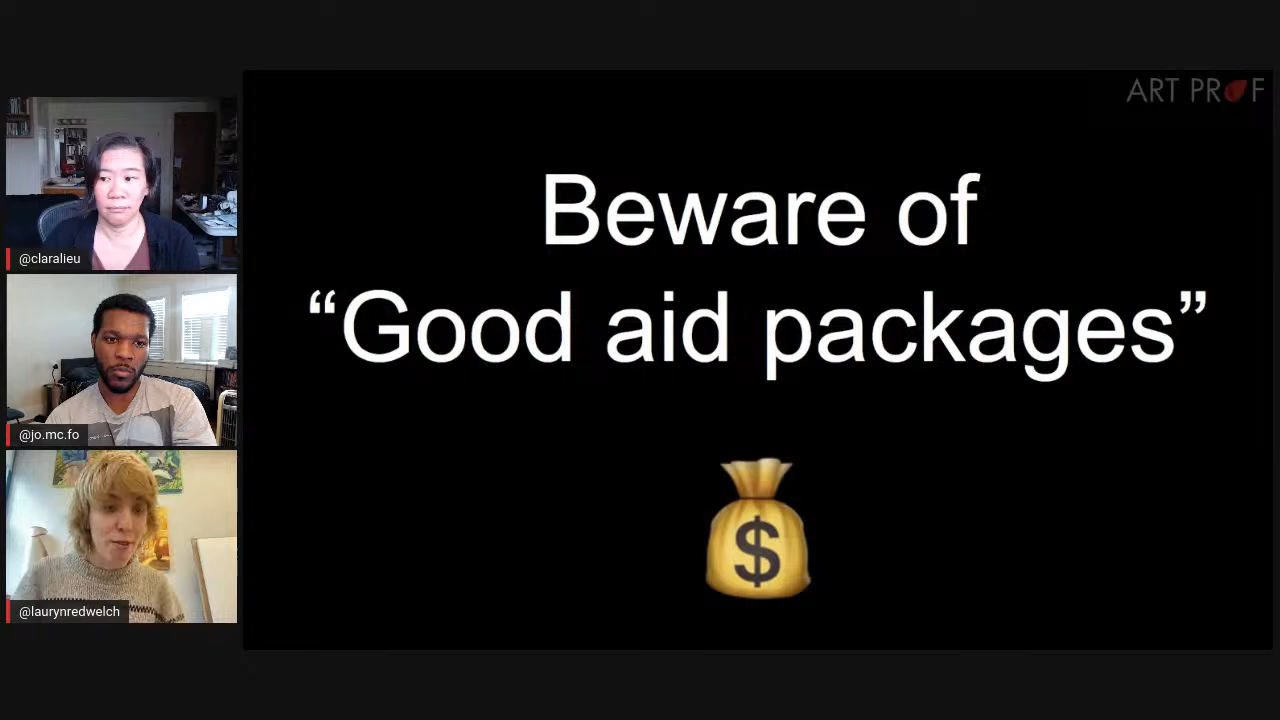 ART PROF
Beware of
“Good aid packages”
$
@claralieu
@jo.mc.fo
@laurynredwelch